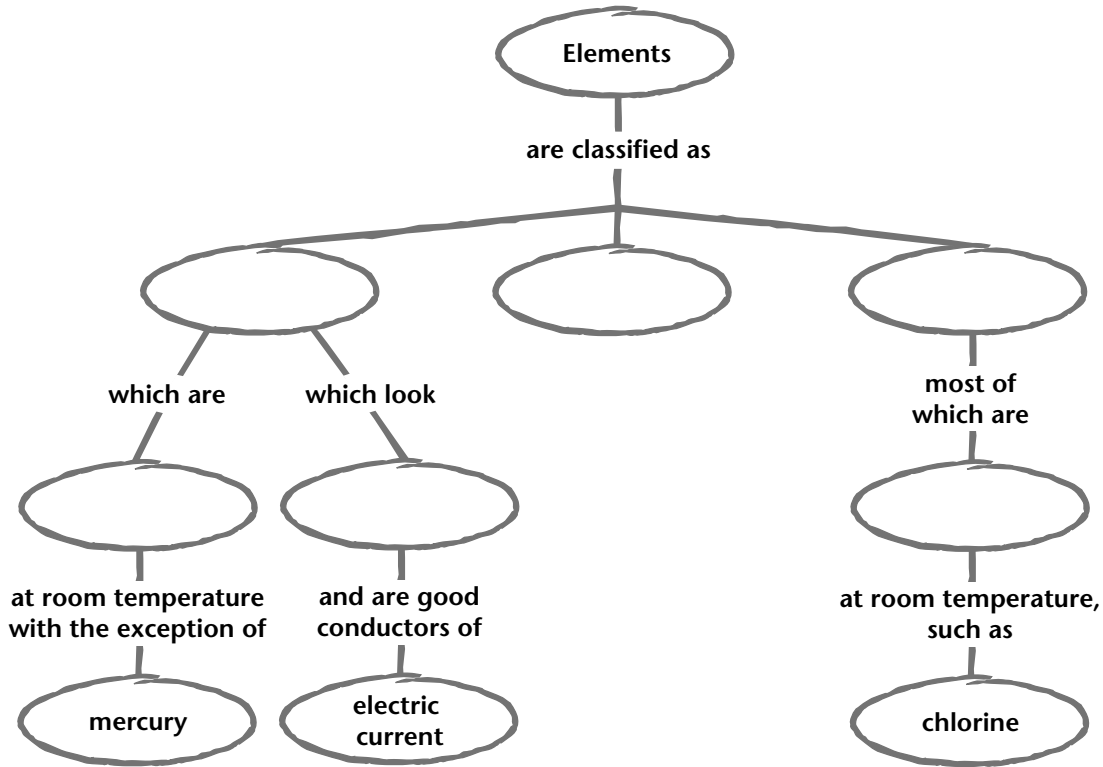 Elements
are classified as
which are
which look
most of
which are
at room temperature
with the exception of
and are good
conductors of
at room temperature,
such as
mercury
electric
current
chlorine